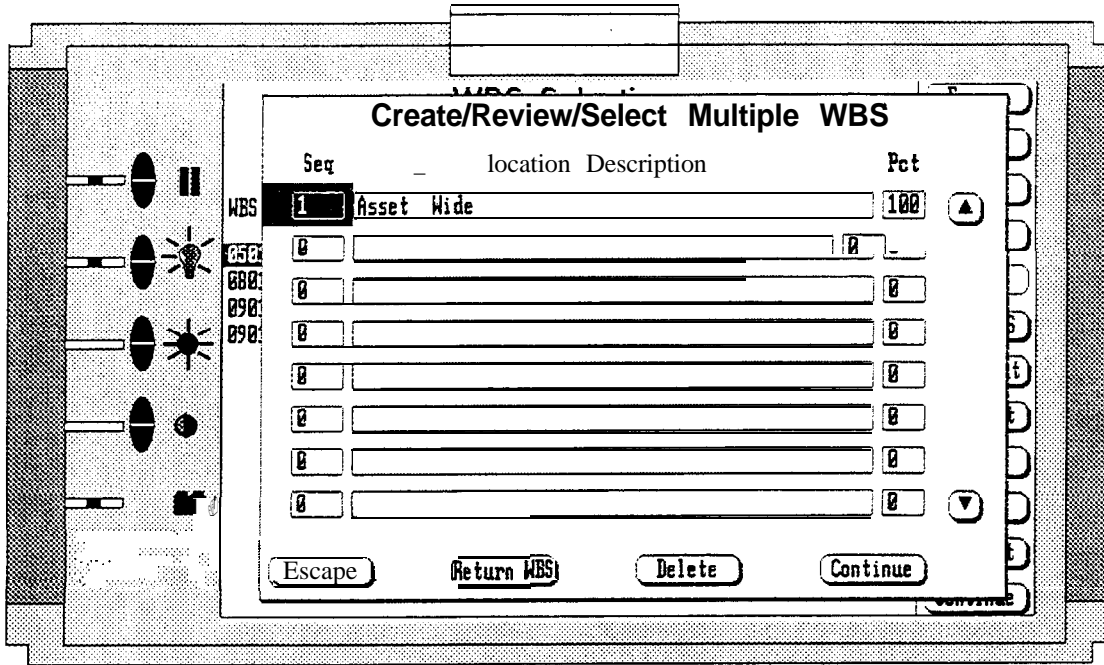 Create/Review/Select Multiple WBS
Seq _ location Description Pct
WBS 1 Asset Wide 100
0 0 _
0 0
0 0
0 0
0 0
0 0
0 0
Escape Return WBS Delete Continue